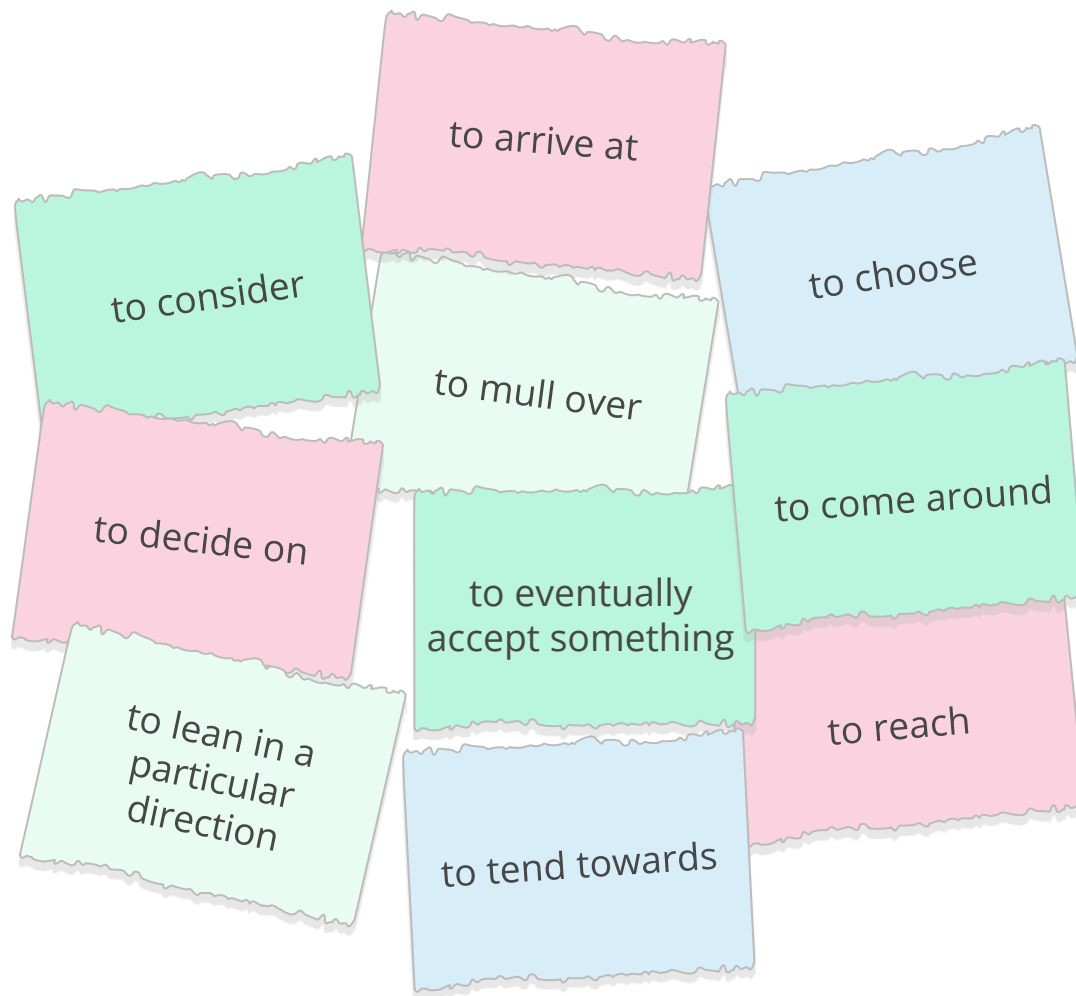 to arrive at
to consider
to choose
to mull over
to decide on
to come around
to eventually
accept something
to lean in a
particular
direction
to reach
to tend towards